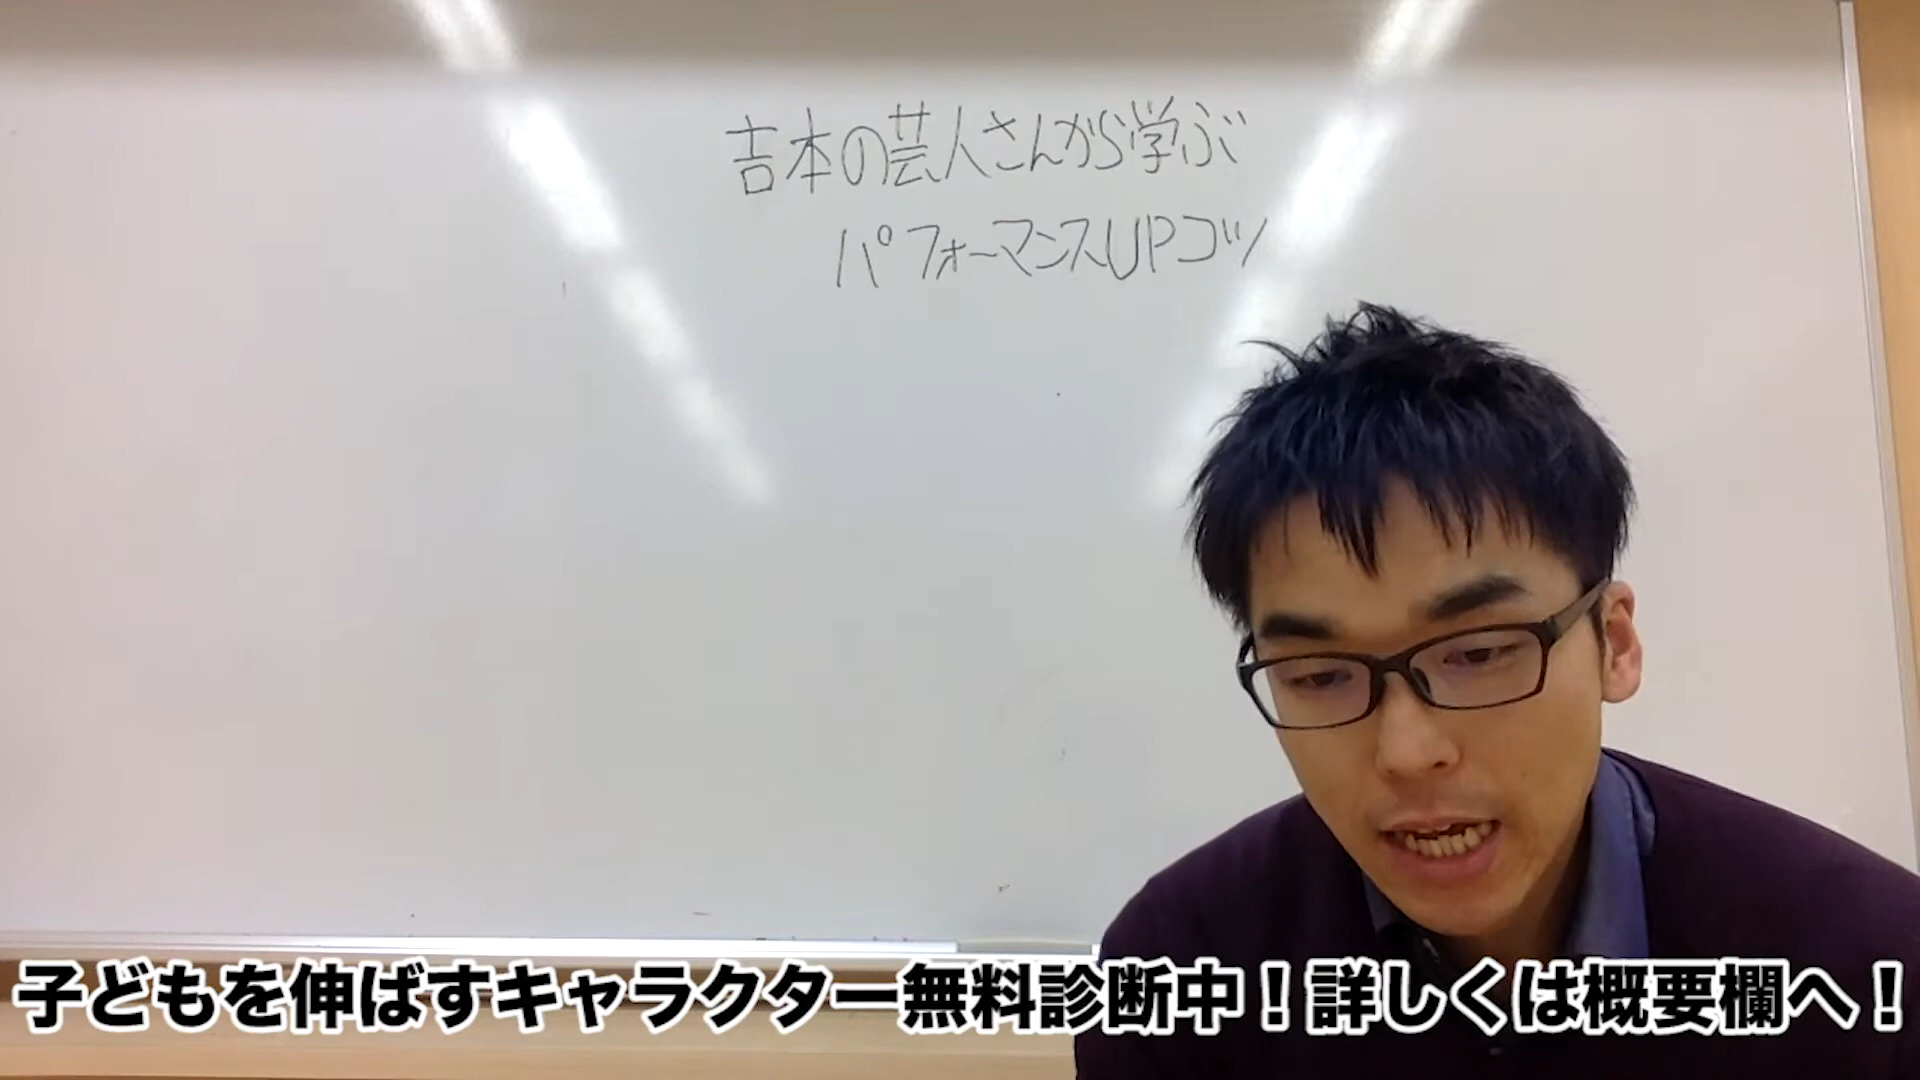 吉本の芸人さんから学ぶ
パフォーマンスUPコツ
子どもを伸ばすキャラクター無料診断中！詳しくは概要欄へ！